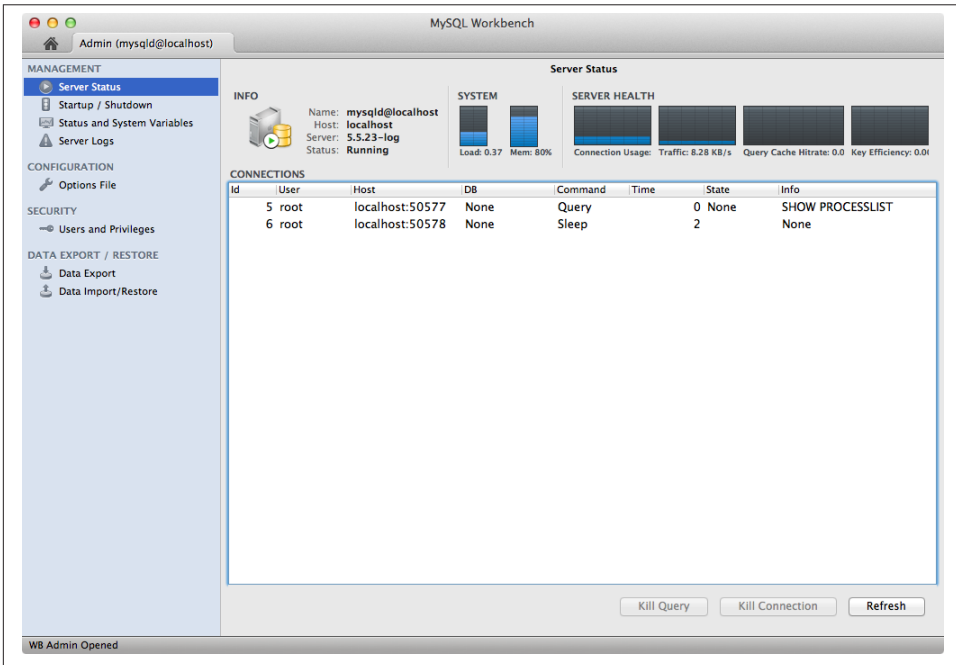 MySQL Workbench
Admin (mysqld@localhost)
MANAGEMENT
Server Status
Startup / Shutdown
Status and System Variables
Server Logs
CONFIGURATION
Options File
SECURITY
Users and Privileges
DATA EXPORT / RESTORE
Data Export
Data Import/Restore
Server Status
INFO
Name: mysqld@localhost
Host: localhost
Server: 5.5.23-log
Status: Running
SYSTEM
Load: 0.37 Mem: 80%
SERVER HEALTH
Connection Usage: Traffic: 8.28 KB/s Query Cache Hitrate: 0.0 Key Efficiency: 0.0
CONNECTIONS
Id User Host DB Command Time State Info
5 root localhost:50577 None Query 0 None SHOW PROCESSLIST
6 root localhost:50578 None Sleep 2 None
Kill Query Kill Connection Refresh
WB Admin Opened